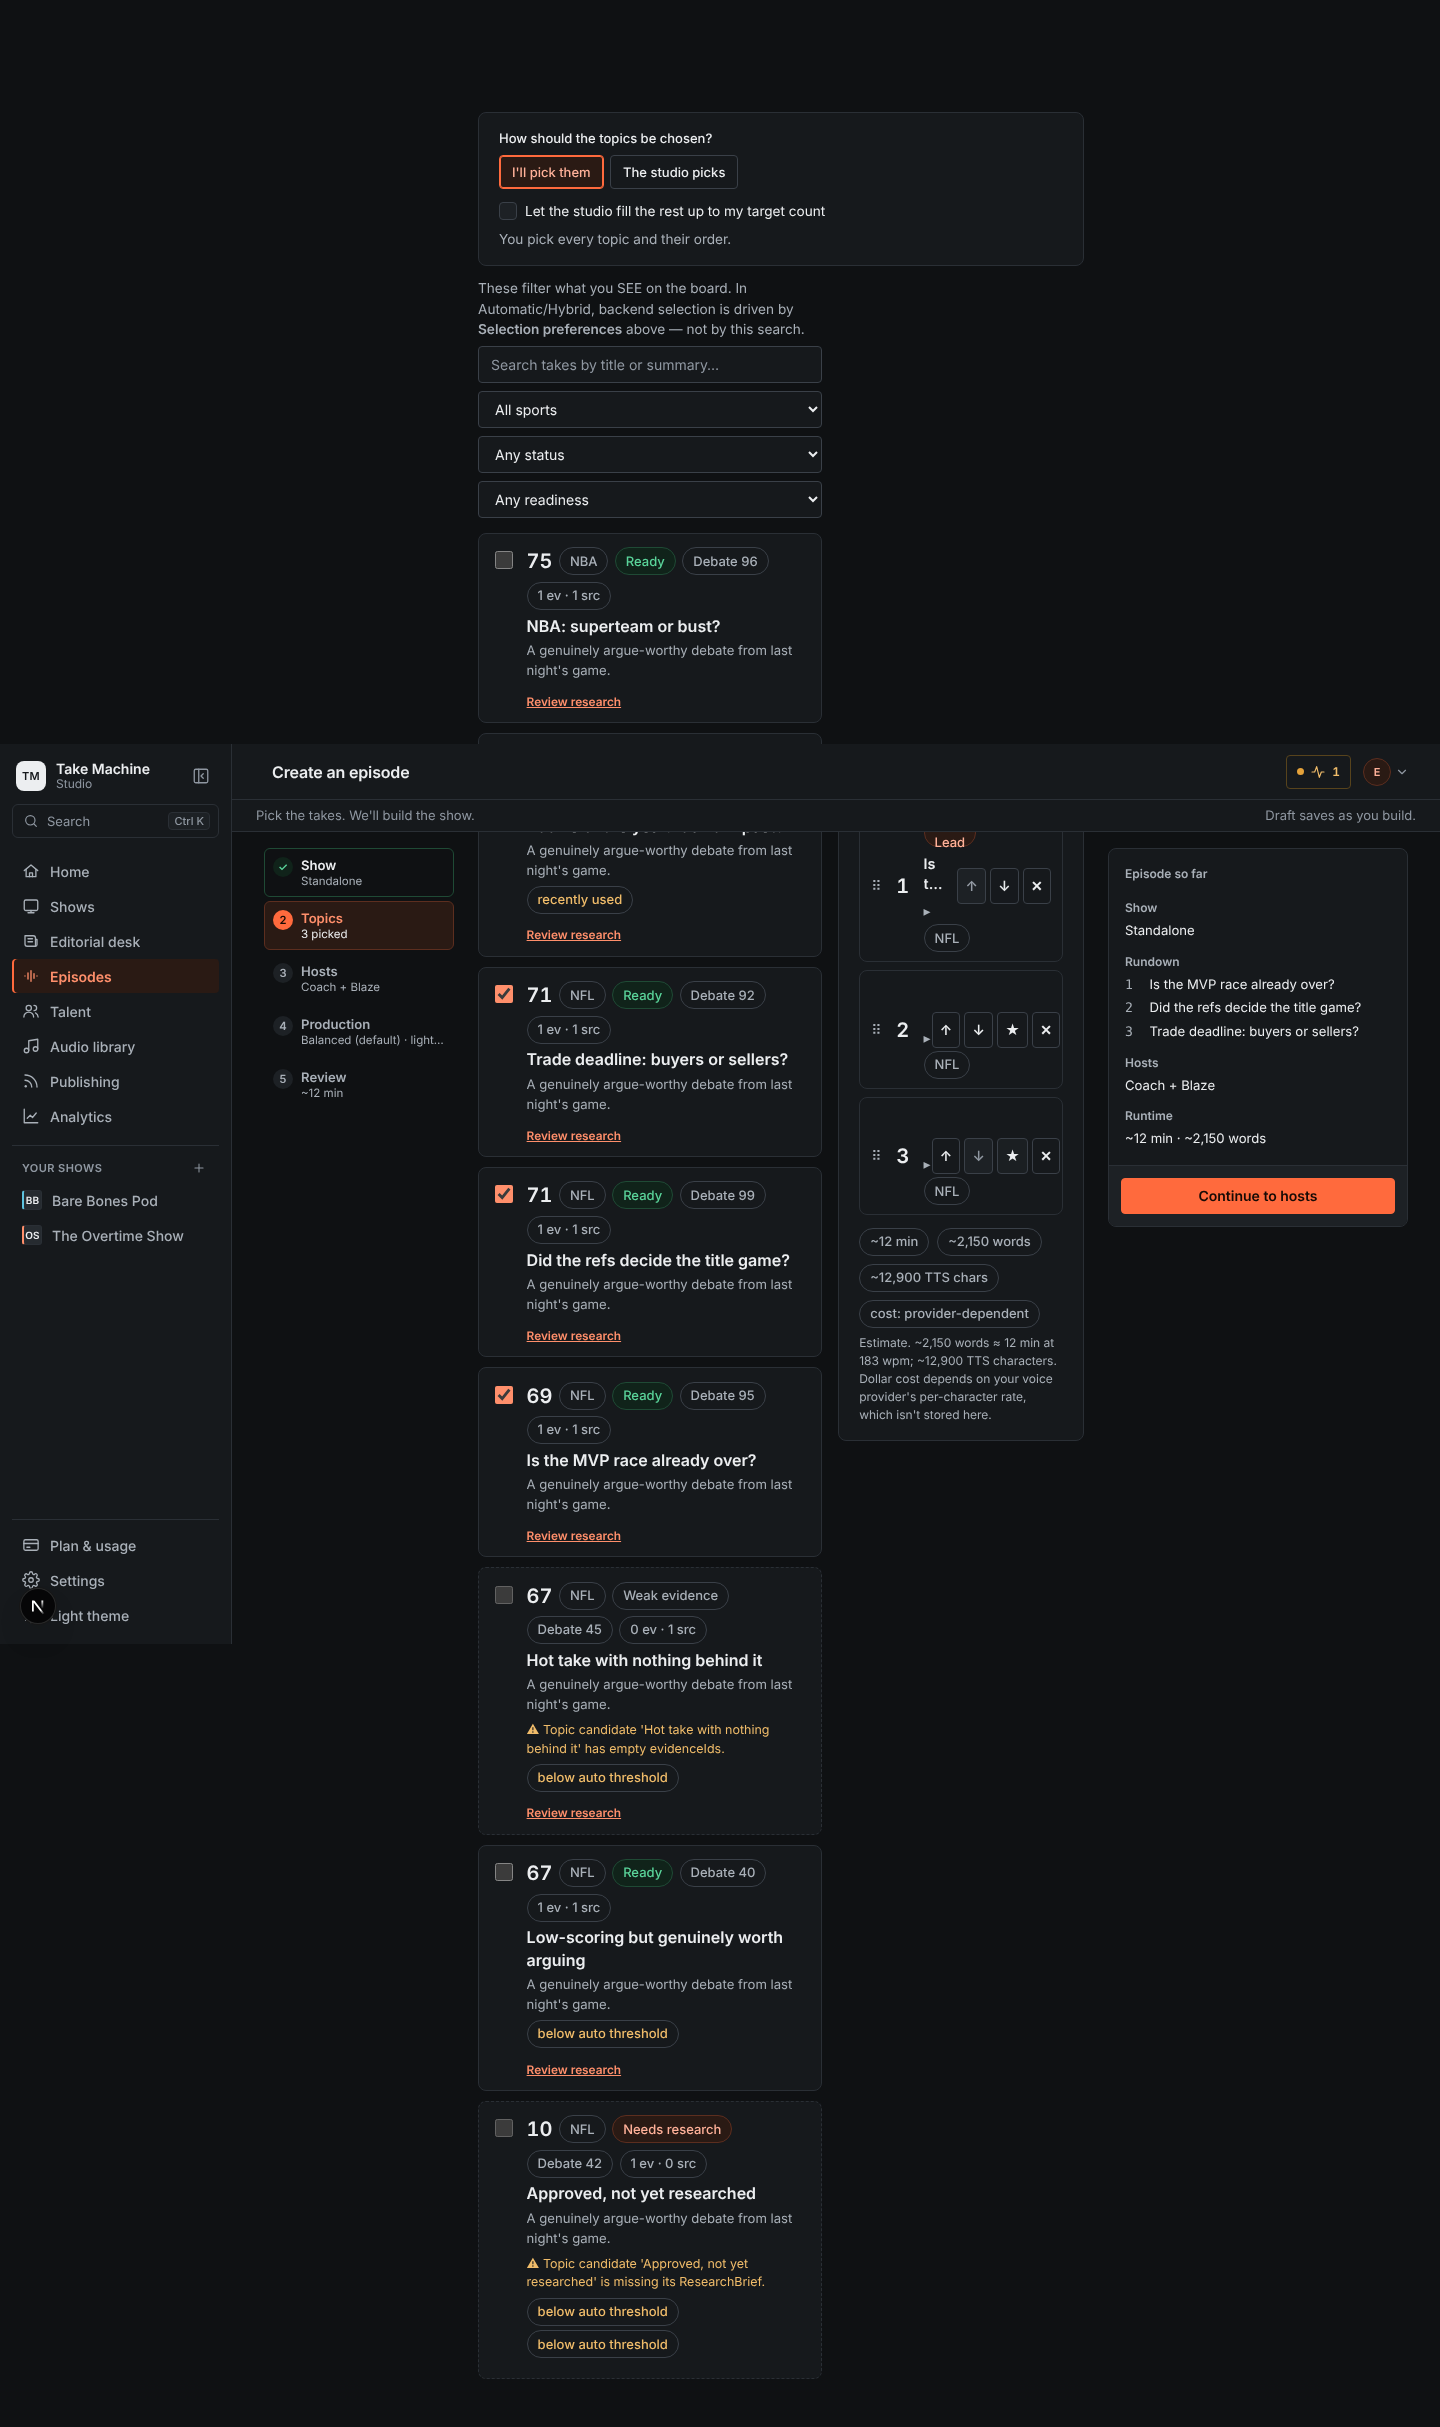 How should the topics be chosen?
I'll pick them
The studio picks
Let the studio fill the rest up to my target count
You pick every topic and their order.
These filter what you SEE on the board. In
Automatic/Hybrid, backend selection is driven by
Selection preferences above — not by this search.
Search takes by title or summary...
All sports
Any status
Any readiness
75 NBA Ready Debate 96
1 ev · 1 src
NBA: superteam or bust?
A genuinely argue-worthy debate from last
night's game.
Review research
TM Take Machine
Studio
Search Ctrl K
Home
Shows
Editorial desk
Episodes
Talent
Audio library
Publishing
Analytics
YOUR SHOWS +
BB Bare Bones Pod
OS The Overtime Show
Plan & usage
Settings
N Light theme
Create an episode
1
E
Pick the takes. We'll build the show.
Draft saves as you build.
✓ Show
Standalone
2 Topics
3 picked
3 Hosts
Coach + Blaze
4 Production
Balanced (default) · light...
5 Review
~12 min
A genuinely argue-worthy debate from last
night's game.
recently used
Review research
71 NFL Ready Debate 92
1 ev · 1 src
Trade deadline: buyers or sellers?
A genuinely argue-worthy debate from last
night's game.
Review research
71 NFL Ready Debate 99
1 ev · 1 src
Did the refs decide the title game?
A genuinely argue-worthy debate from last
night's game.
Review research
69 NFL Ready Debate 95
1 ev · 1 src
Is the MVP race already over?
A genuinely argue-worthy debate from last
night's game.
Review research
67 NFL Weak evidence
Debate 45 0 ev · 1 src
Hot take with nothing behind it
A genuinely argue-worthy debate from last
night's game.
⚠ Topic candidate 'Hot take with nothing
behind it' has empty evidenceIds.
below auto threshold
Review research
67 NFL Ready Debate 40
1 ev · 1 src
Low-scoring but genuinely worth
arguing
A genuinely argue-worthy debate from last
night's game.
below auto threshold
Review research
10 NFL Needs research
Debate 42 1 ev · 0 src
Approved, not yet researched
A genuinely argue-worthy debate from last
night's game.
⚠ Topic candidate 'Approved, not yet
researched' is missing its ResearchBrief.
below auto threshold
below auto threshold
Lead
1 Is
t... ↑ ↓ ✕
▸
NFL
2 ▸ ↑ ↓ ★ ✕
NFL
3 ▸ ↑ ↓ ★ ✕
NFL
~12 min ~2,150 words
~12,900 TTS chars
cost: provider-dependent
Estimate. ~2,150 words ≈ 12 min at
183 wpm; ~12,900 TTS characters.
Dollar cost depends on your voice
provider's per-character rate,
which isn't stored here.
Episode so far
Show
Standalone
Rundown
1 Is the MVP race already over?
2 Did the refs decide the title game?
3 Trade deadline: buyers or sellers?
Hosts
Coach + Blaze
Runtime
~12 min · ~2,150 words
Continue to hosts